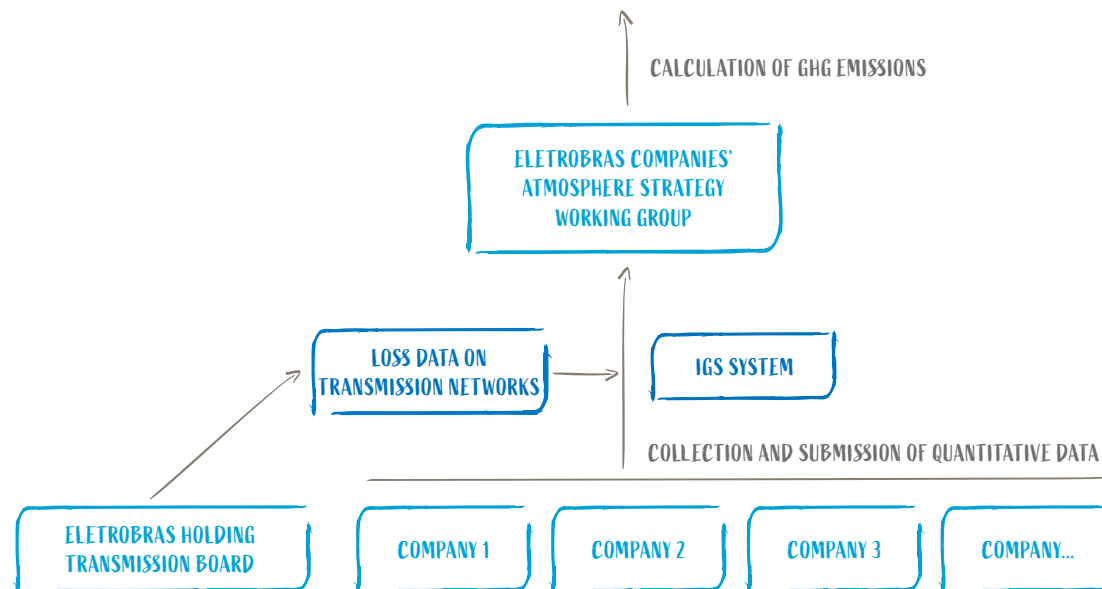 CALCULATION OF GHG EMISSIONS
ELETROBRAS COMPANIES'
ATMOSPHERE STRATEGY
WORKING GROUP
LOSS DATA ON
TRANSMISSION NETWORKS
IGS SYSTEM
COLLECTION AND SUBMISSION OF QUANTITATIVE DATA
ELETROBRAS HOLDING
TRANSMISSION BOARD
COMPANY 1
COMPANY 2
COMPANY 3
COMPANY...